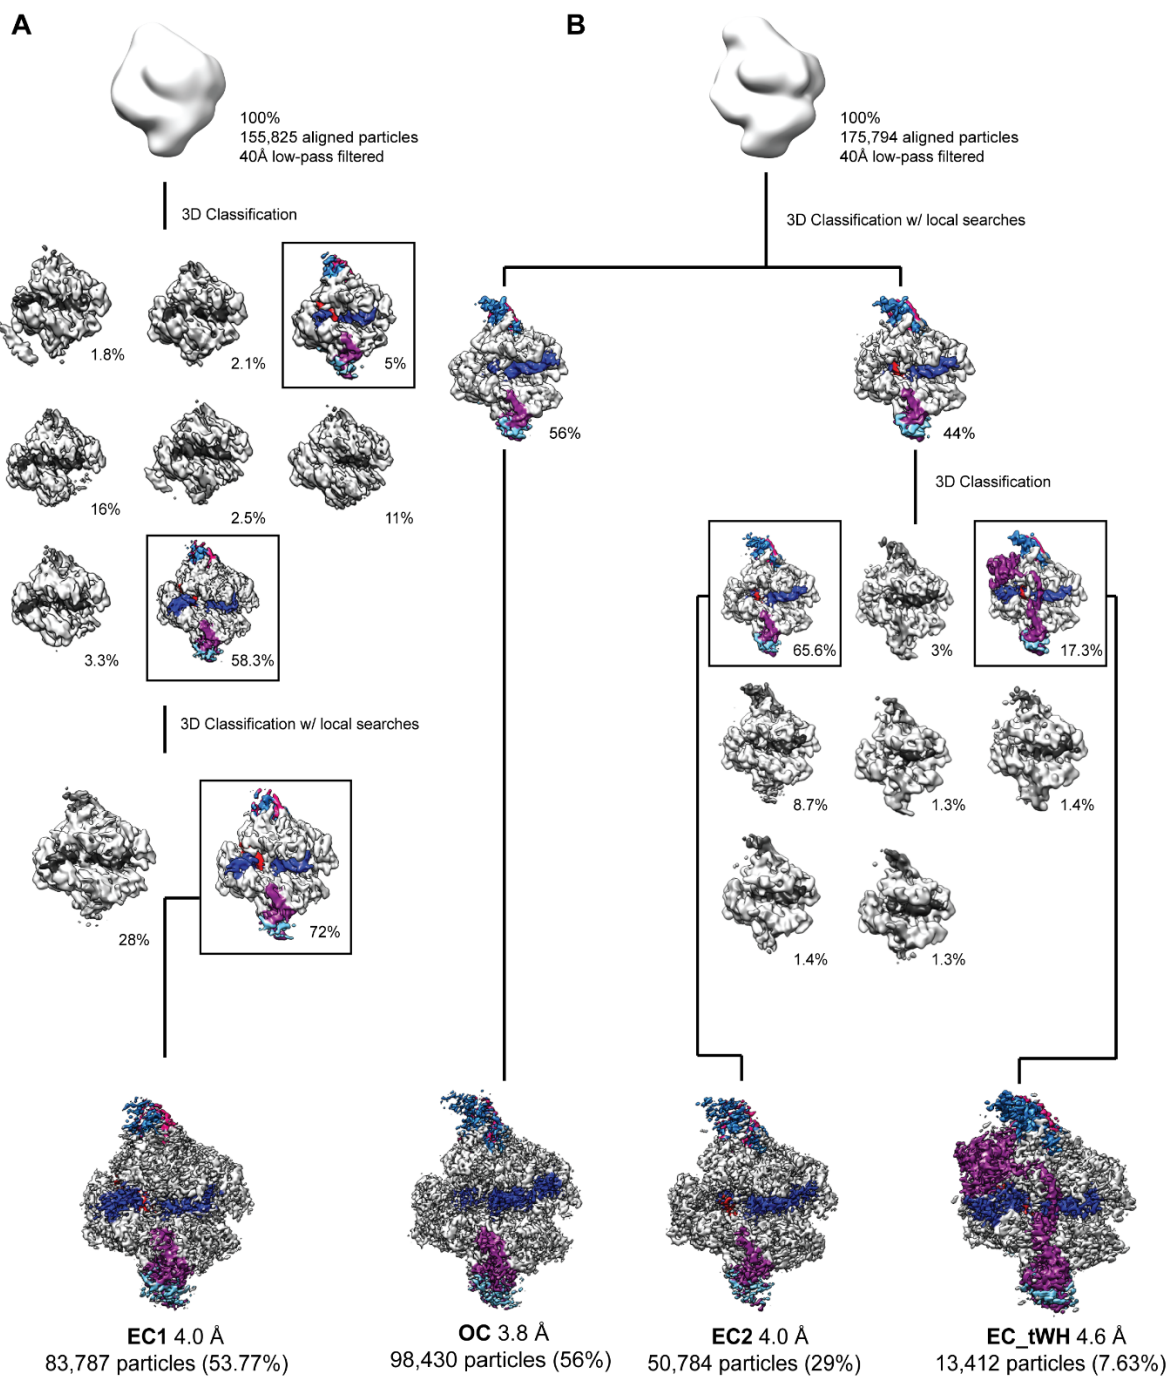 A
B
100%
155,825 aligned particles
40Å low-pass filtered
100%
175,794 aligned particles
40Å low-pass filtered
3D Classification
3D Classification w/ local searches
1.8%
2.1%
5%
56%
44%
16%
2.5%
11%
3D Classification
3.3%
58.3%
65.6%
3%
17.3%
3D Classification w/ local searches
8.7%
1.3%
1.4%
28%
72%
1.4%
1.3%
EC1 4.0 Å
83,787 particles (53.77%)
OC 3.8 Å
98,430 particles (56%)
EC2 4.0 Å
50,784 particles (29%)
EC_tWH 4.6 Å
13,412 particles (7.63%)